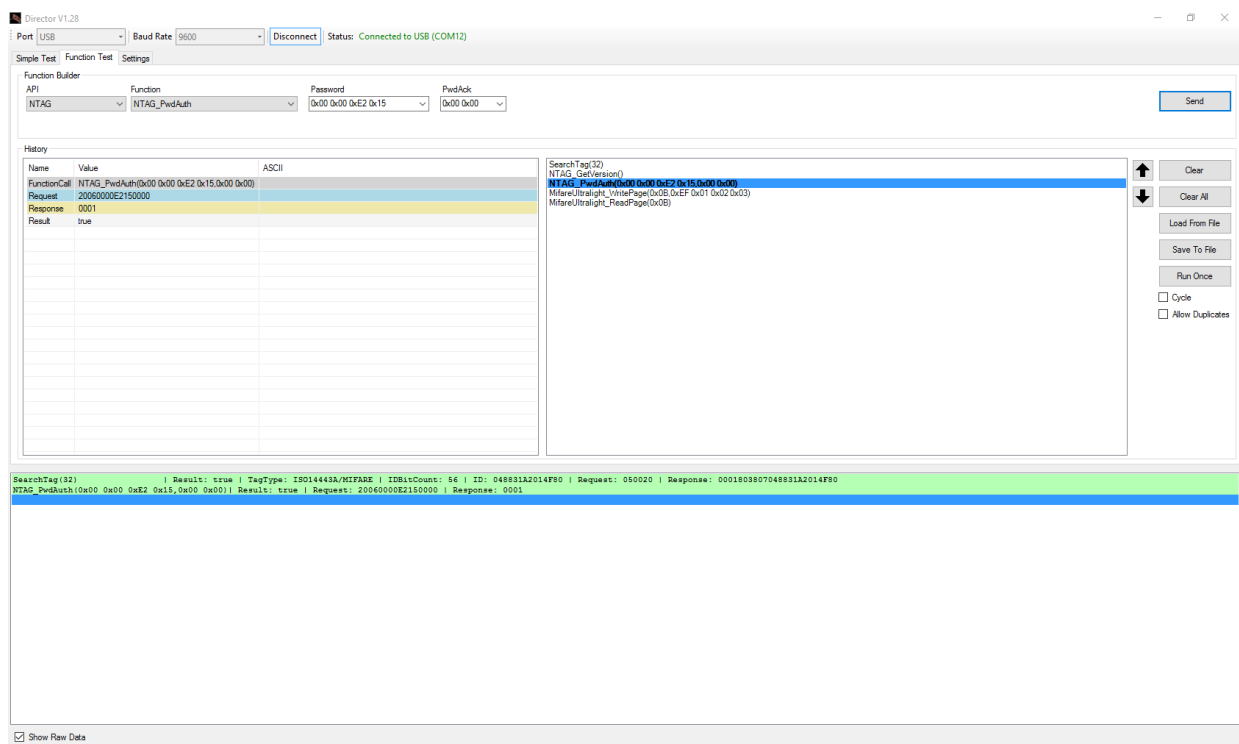 Director V1.28
Port USB Baud Rate 9600 Disconnect Status: Connected to USB (COM12)
Simple Test Function Test Settings
Function Builder
API Function Password PwdAck
NTAG NTAG_PwdAuth 0x00 0x00 0xE2 0x15 0x00 0x00 Send
History
Name Value ASCII
FunctionCall NTAG_PwdAuth(0x00 0x00 0xE2 0x15,0x00 0x00)
Request 20060000E2150000
Response 0001
Result true
SearchTag(32)
NTAG_GetVersion()
NTAG_PwdAuth(0x00 0x00 0xE2 0x15,0x00 0x00)
MifareUltralight_WritePage(0x0B,0xEF 0x01 0x02 0x03)
MifareUltralight_ReadPage(0x0B)
Clear
Clear All
Load From File
Save To File
Run Once
Cycle
Allow Duplicates
SearchTag(32) | Result: true | TagType: ISO14443A/MIFARE | IDBitCount: 56 | ID: 048831A2014F80 | Request: 050020 | Response: 0001803807048831A2014F80
NTAG_PwdAuth(0x00 0x00 0xE2 0x15,0x00 0x00)| Result: true | Request: 20060000E2150000 | Response: 0001
Show Raw Data